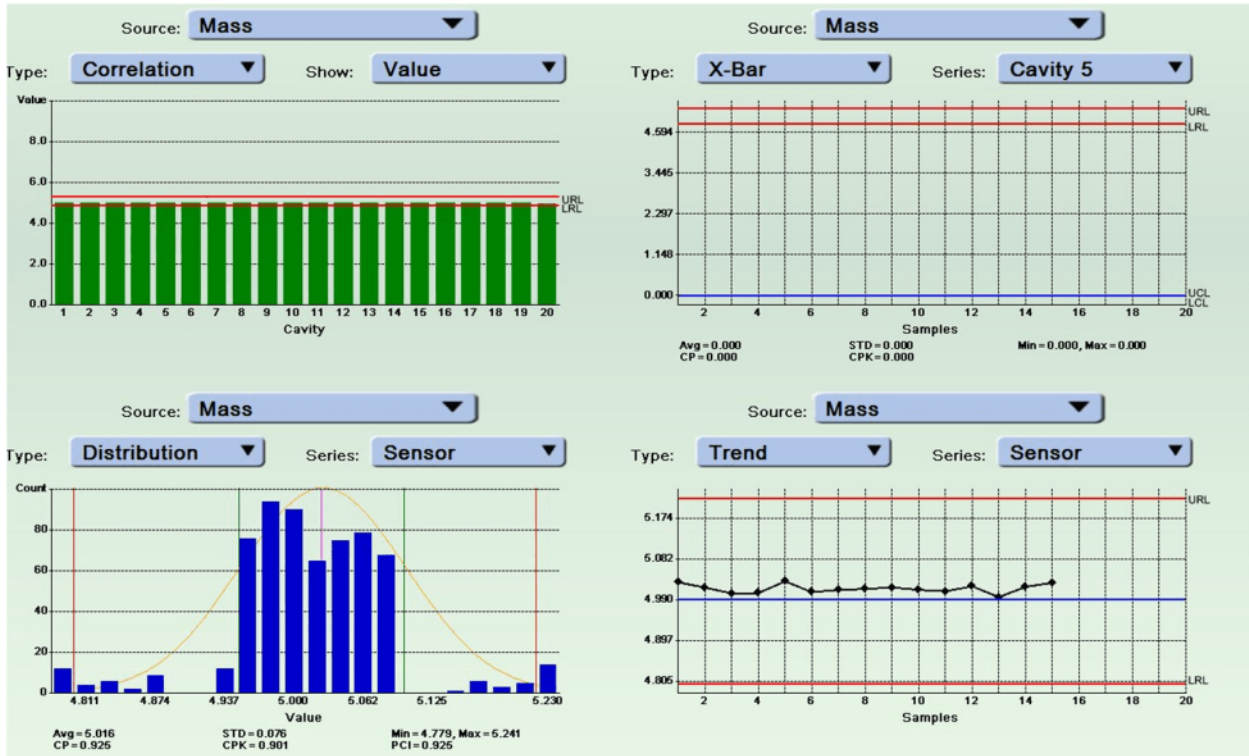 Source: Mass
Type: Correlation Show: Value
Value
8.0
6.0
4.0
2.0
0.0
URL
LRL
1 2 3 4 5 6 7 8 9 10 11 12 13 14 15 16 17 18 19 20
Cavity
Source: Mass
Type: X-Bar Series: Cavity 5
4.594
3.445
2.297
1.148
0.000
URL
LRL
UCL
LCL
2 4 6 8 10 12 14 16 18 20
Samples
Avg=0.000 STD=0.000 Min=0.000, Max=0.000
CP=0.000 CPK=0.000
Source: Mass
Type: Distribution Series: Sensor
Count
80
60
40
20
0
4.811 4.874 4.937 5.000 5.062 5.125 5.230
Value
Avg=5.016 STD=0.076 Min=4.779, Max=5.241
CP=0.925 CPK=0.901 PCI=0.925
Source: Mass
Type: Trend Series: Sensor
5.174
5.082
4.990
4.897
4.805
URL
LRL
2 4 6 8 10 12 14 16 18 20
Samples